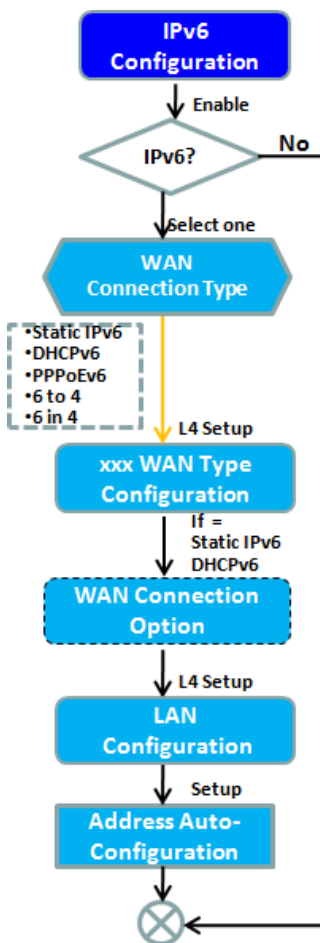 IPv6
Configuration
Enable
IPv6?
No
Select one
WAN
Connection Type
•Static IPv6
•DHCPv6
•PPPoEv6
•6 to 4
•6 in 4
L4 Setup
xxx WAN Type
Configuration
If =
Static IPv6
DHCPv6
WAN Connection
Option
L4 Setup
LAN
Configuration
Setup
Address Auto-
Configuration